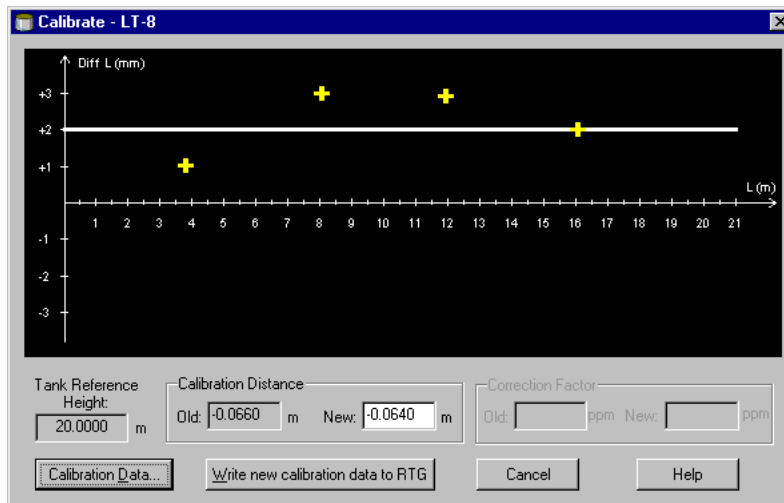 Calibrate - LT-8
Diff L (mm)
+3
+2
+1
L (m)
1 2 3 4 5 6 7 8 9 10 11 12 13 14 15 16 17 18 19 20 21
-1
-2
-3
Tank Reference
Height:
20.0000 m
Calibration Distance
Old: -0.0660 m New: -0.0640 m
Correction Factor
Old: ppm New: ppm
Calibration Data... Write new calibration data to RTG Cancel Help